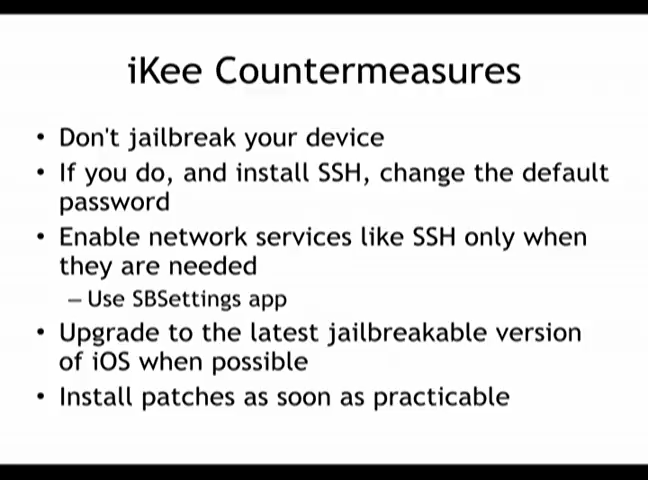 iKee Countermeasures
• Don't jailbreak your device
• If you do, and install SSH, change the default
password
• Enable network services like SSH only when
they are needed
– Use SBSettings app
• Upgrade to the latest jailbreakable version
of iOS when possible
• Install patches as soon as practicable